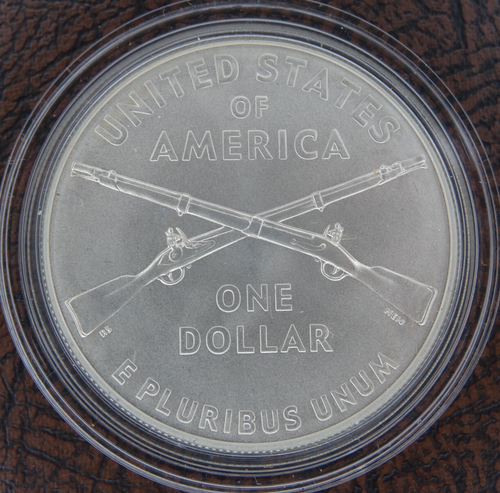 UNITED STATES
OF
AMERICA
ONE
DOLLAR
E PLURIBUS UNUM